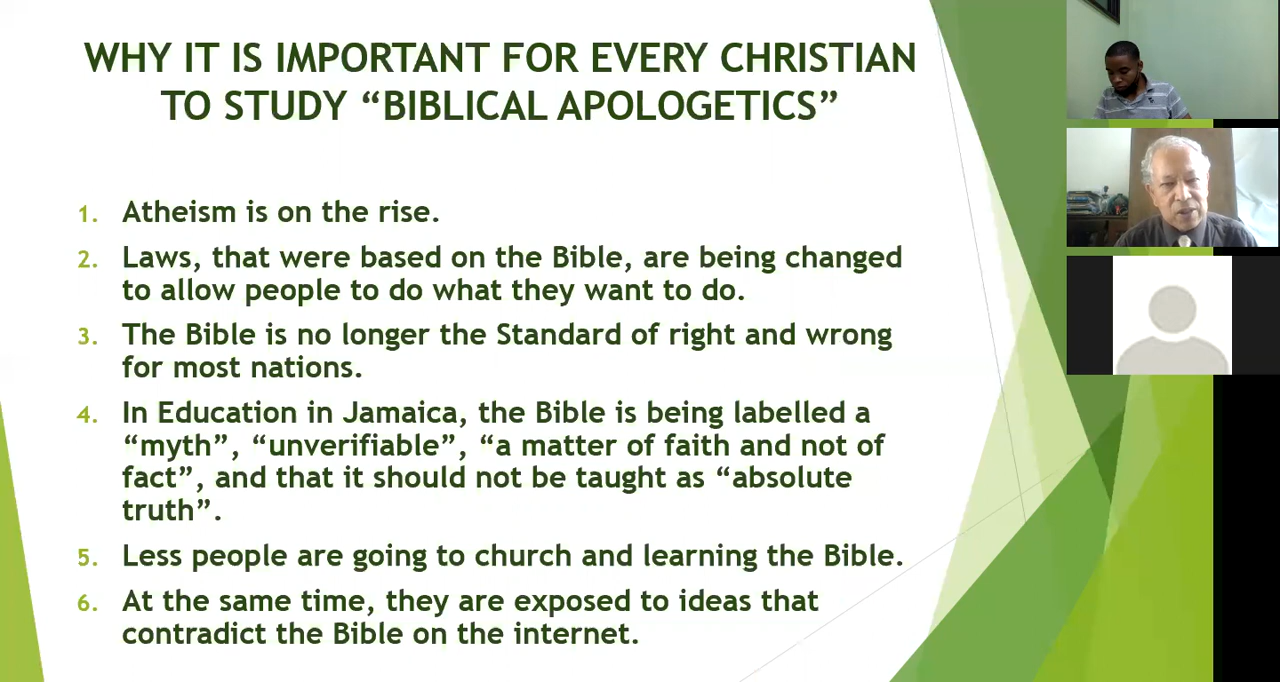 WHY IT IS IMPORTANT FOR EVERY CHRISTIAN
TO STUDY “BIBLICAL APOLOGETICS”
1. Atheism is on the rise.
2. Laws, that were based on the Bible, are being changed
to allow people to do what they want to do.
3. The Bible is no longer the Standard of right and wrong
for most nations.
4. In Education in Jamaica, the Bible is being labelled a
“myth”, “unverifiable”, “a matter of faith and not of
fact”, and that it should not be taught as “absolute
truth”.
5. Less people are going to church and learning the Bible.
6. At the same time, they are exposed to ideas that
contradict the Bible on the internet.